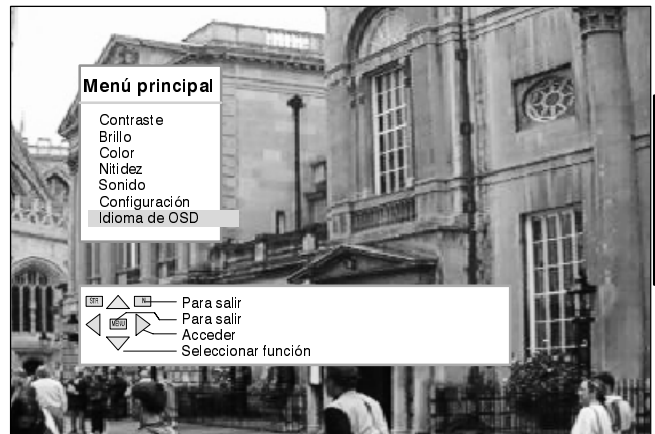 Menú principal
Contraste
Brillo
Color
Nitidez
Sonido
Configuración
Idioma de OSD
STR
N
Para salir
MENU
Para salir
Acceder
Seleccionar función